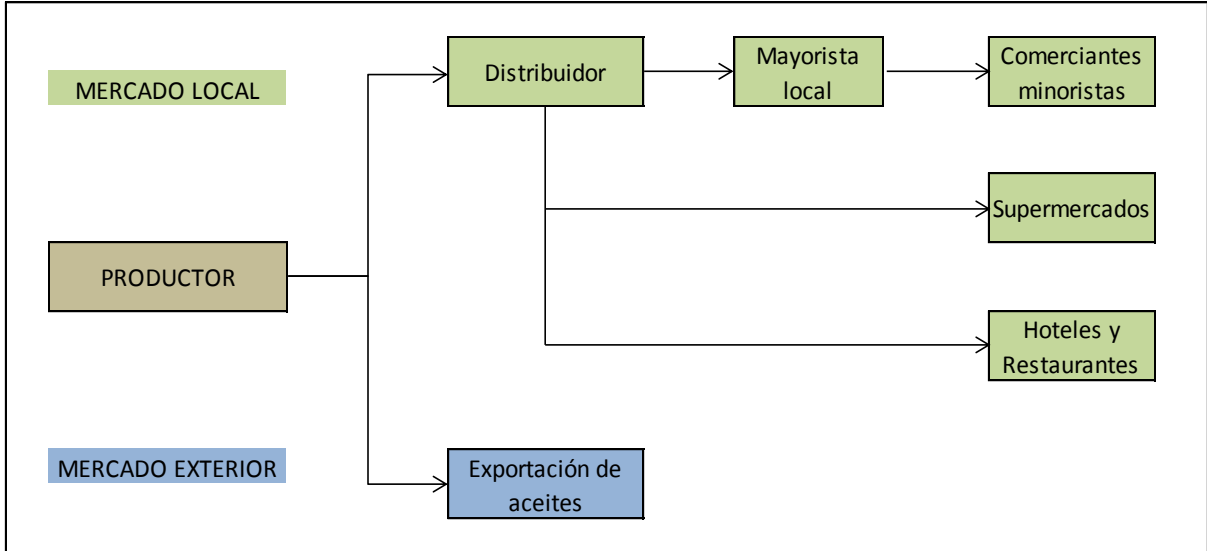 MERCADO LOCAL
Distribuidor
Mayorista
local
Comerciantes
minoristas
Supermercados
PRODUCTOR
Hoteles y
Restaurantes
MERCADO EXTERIOR
Exportación de
aceites